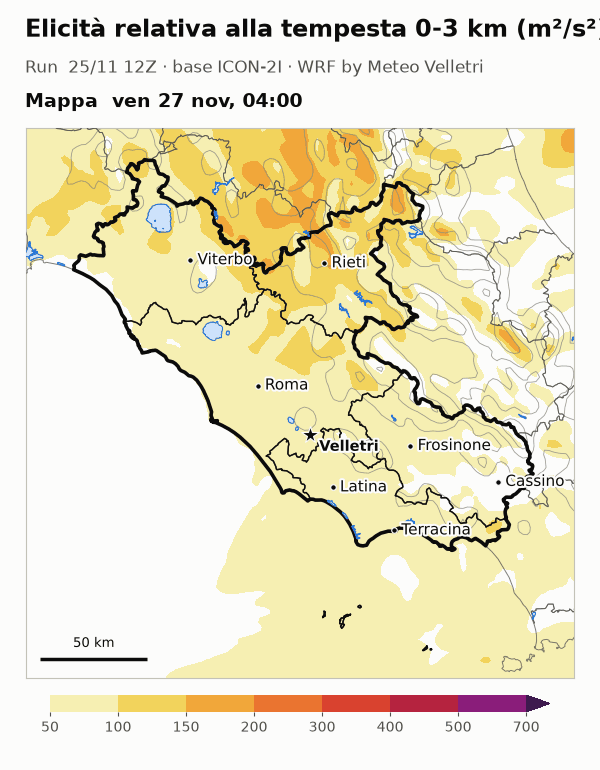 Elicità relativa alla tempesta 0-3 km (m²/s²)
Run 25/11 12Z · base ICON-2I · WRF by Meteo Velletri
Mappa ven 27 nov, 04:00
Viterbo
Rieti
Roma
Velletri
Frosinone
Cassino
Latina
Terracina
50 km
50 100 150 200 300 400 500 700